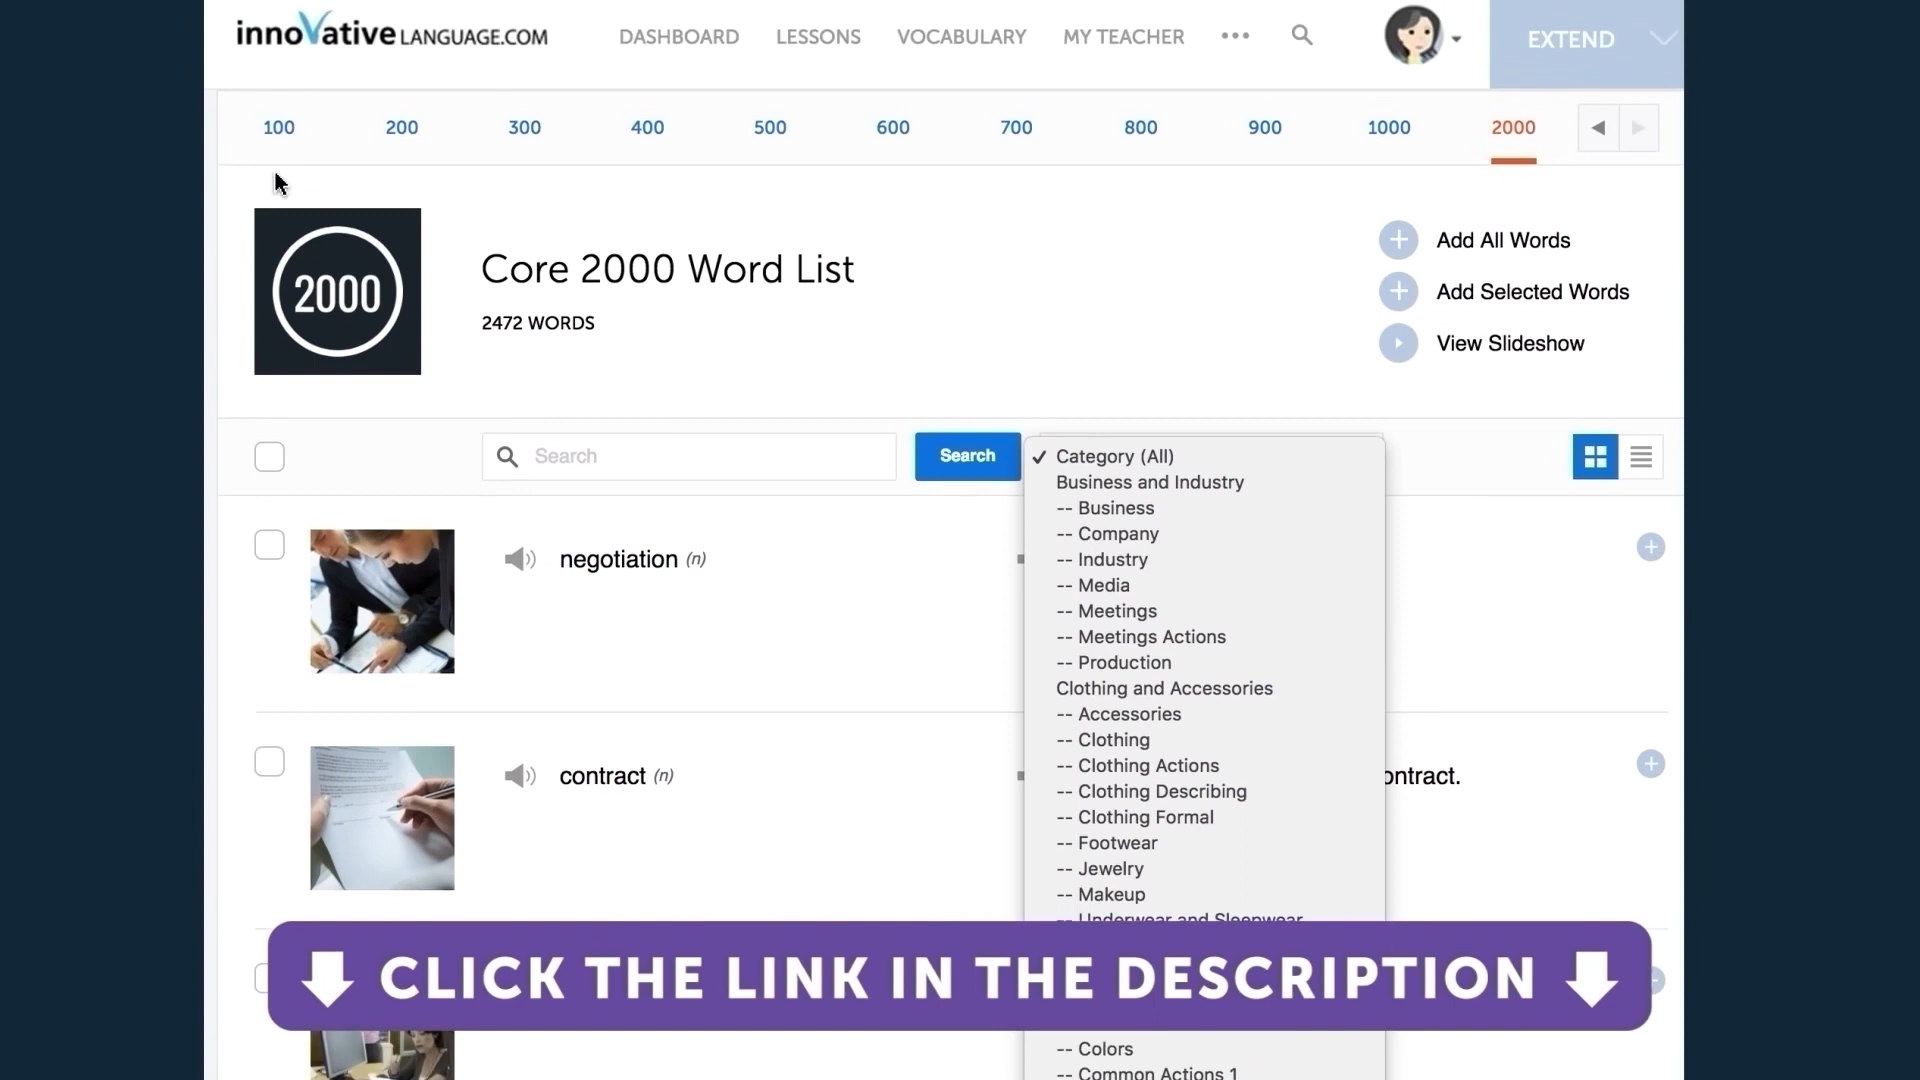 innoVative LANGUAGE.COM
DASHBOARD LESSONS VOCABULARY MY TEACHER ••• EXTEND
100 200 300 400 500 600 700 800 900 1000 2000
2000
Core 2000 Word List
2472 WORDS
Add All Words
Add Selected Words
View Slideshow
Search Search
✓ Category (All)
Business and Industry
-- Business
-- Company
-- Industry
-- Media
-- Meetings
-- Meetings Actions
-- Production
Clothing and Accessories
-- Accessories
-- Clothing
-- Clothing Actions
-- Clothing Describing
-- Clothing Formal
-- Footwear
-- Jewelry
-- Makeup
-- Underwear and Sleepwear
negotiation (n)
contract (n)
ontract.
CLICK THE LINK IN THE DESCRIPTION
-- Colors
-- Common Actions 1